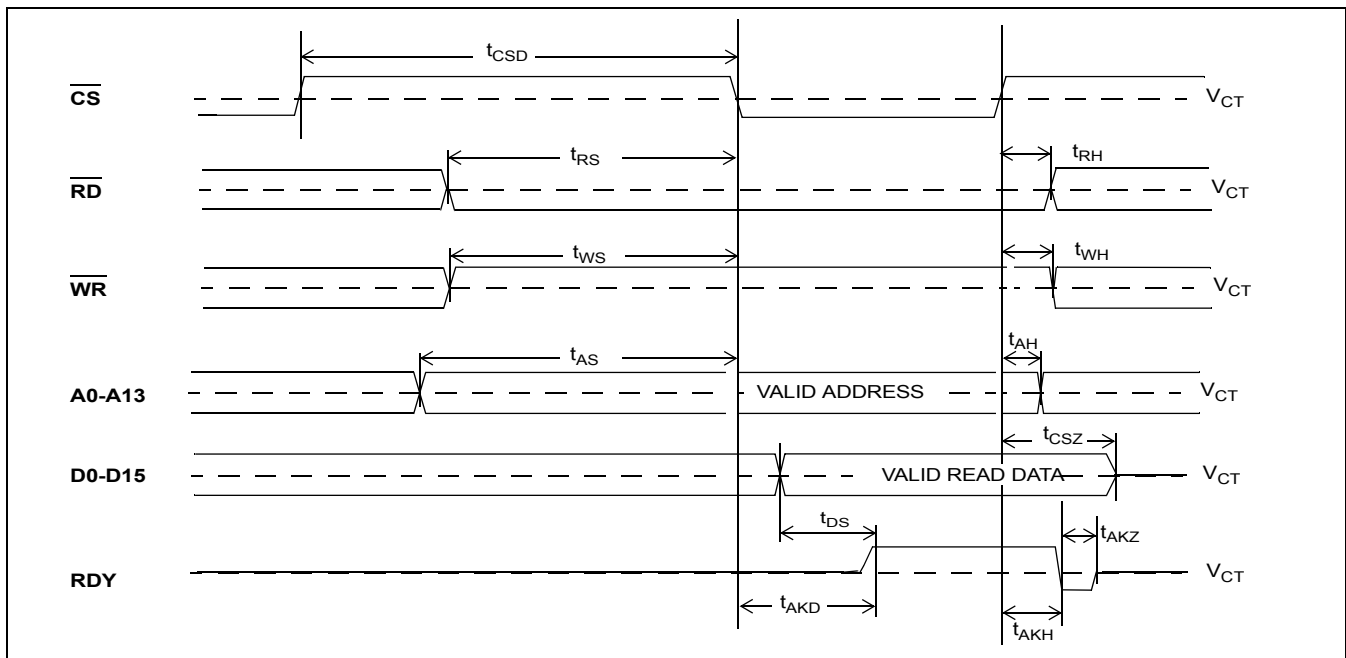 tCSD
CS VCT
tRS tRH
RD VCT
tWS tWH
WR VCT
tAS tAH
A0-A13 VALID ADDRESS VCT
tCSZ
D0-D15 VALID READ DATA VCT
tDS tAKZ
RDY VCT
tAKD tAKH